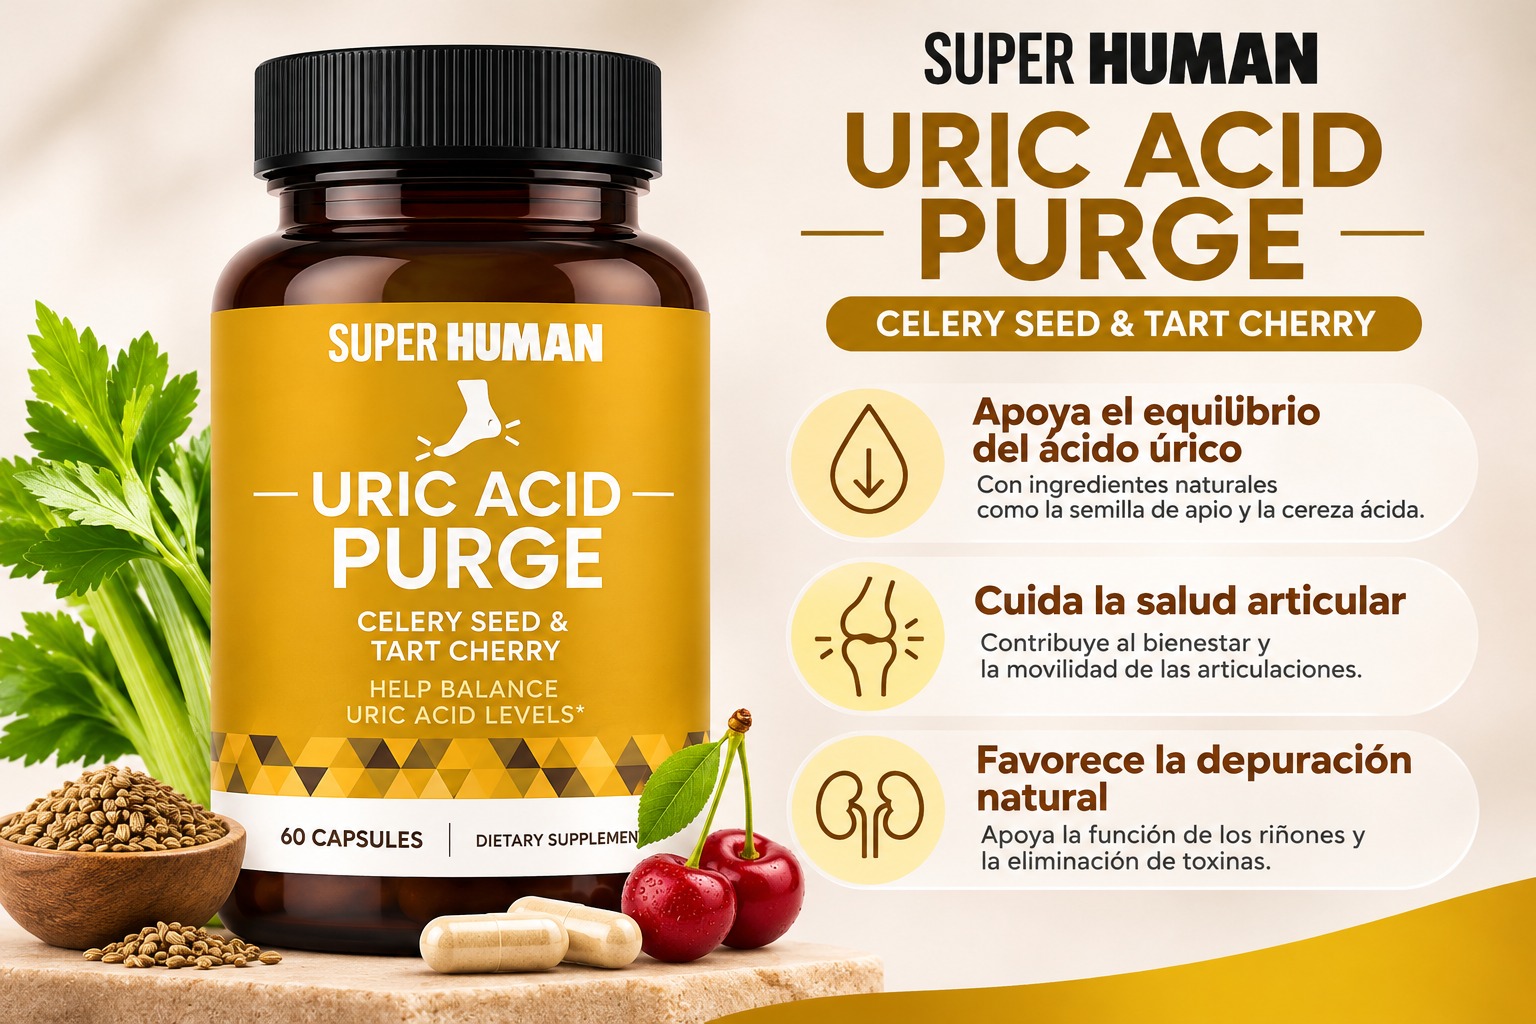 SUPER HUMAN
URIC ACID
PURGE
CELERY SEED &
TART CHERRY
HELP BALANCE
URIC ACID LEVELS*
60 CAPSULES
DIETARY SUPPLEMEN
SUPER HUMAN
URIC ACID
PURGE
CELERY SEED & TART CHERRY
Apoya el equilibrio
del ácido úrico
Con ingredientes naturales
como la semilla de apio y la cereza ácida.
Cuida la salud articular
Contribuye al bienestar y
la movilidad de las articulaciones.
Favorece la depuración
natural
Apoya la función de los riñones y
la eliminación de toxinas.